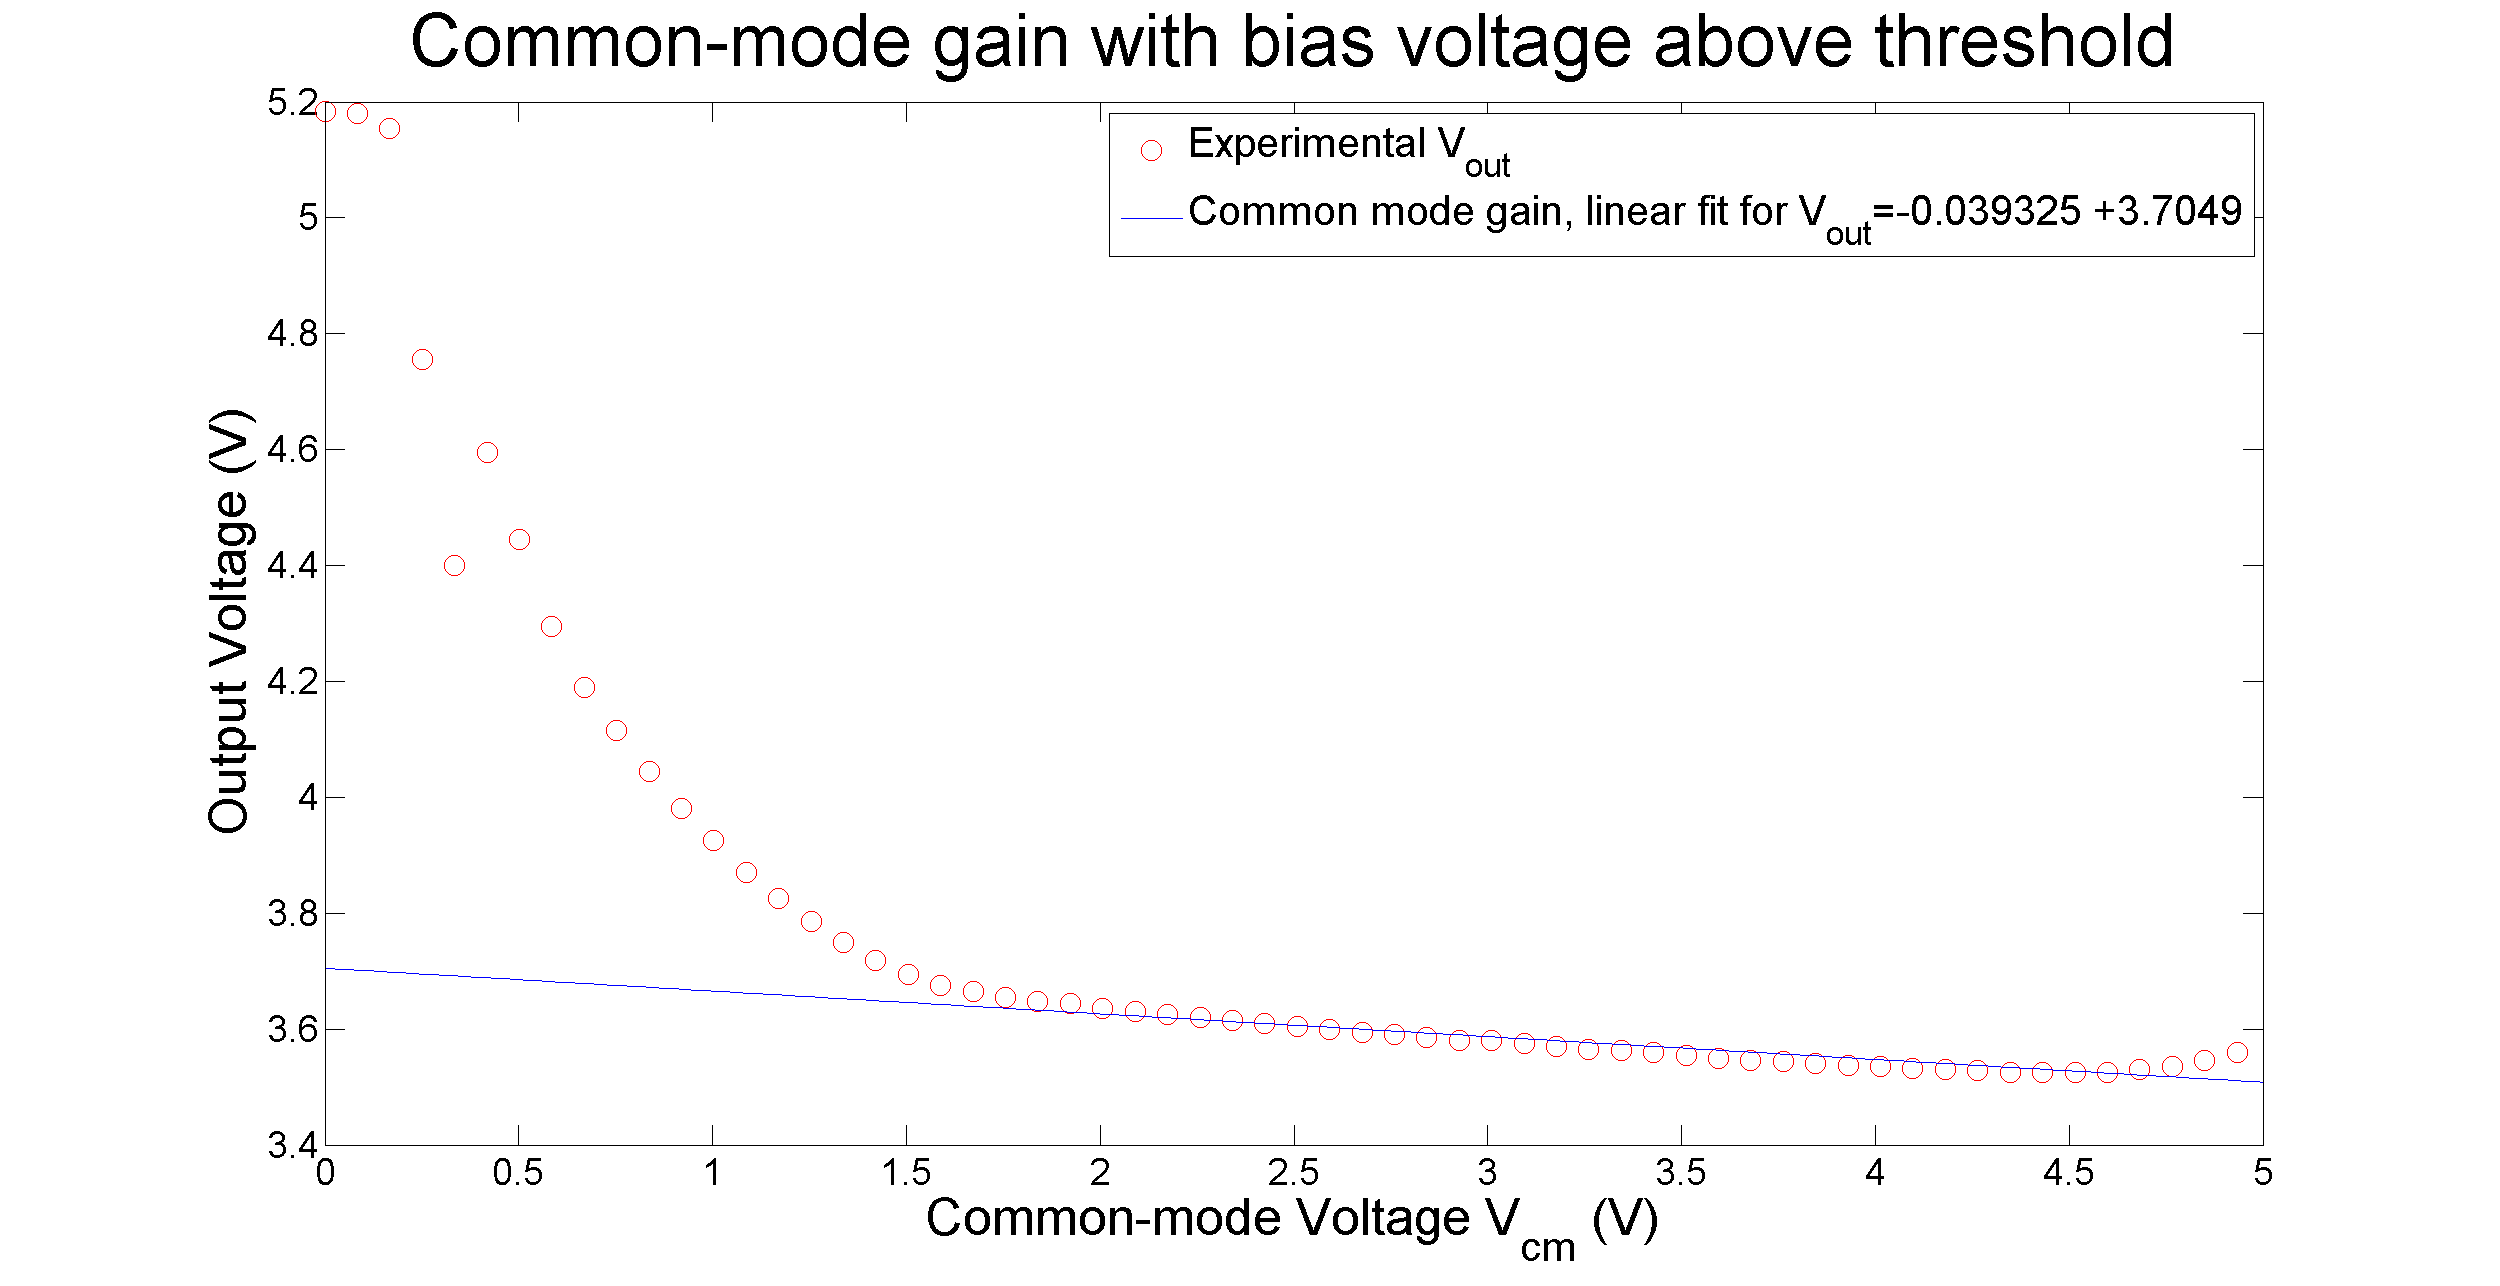 Common-mode gain with bias voltage above threshold
5.2
5
4.8
4.6
4.4
4.2
4
3.8
3.6
3.4
Output Voltage (V)
Experimental Vout
Common mode gain, linear fit for Vout=-0.039325 +3.7049
0 0.5 1 1.5 2 2.5 3 3.5 4 4.5 5
Common-mode Voltage Vcm (V)